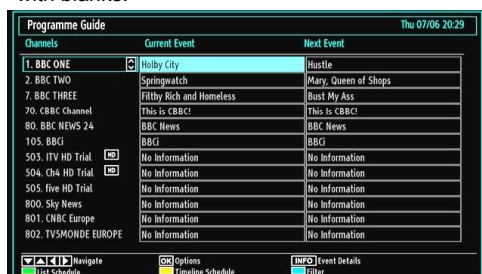 with blanks.
Programme Guide Thu 07/06 20:29
Channels Current Event Next Event
1. BBC ONE Holby City Hustle
2. BBC TWO Springwatch Mary, Queen of Shops
7. BBC THREE Filthy Rich and Homeless Bust My Ass
70. CBBC Channel This is CBBC! This Is CBBC!
80. BBC NEWS 24 BBC News BBC News
105. BBCi BBCi BBCi
503. ITV HD Trial HD No Information No Information
504. Ch4 HD Trial HD No Information No Information
505. five HD Trial No Information No Information
800. Sky News No Information No Information
801. CNBC Europe No Information No Information
802. TV5MONDE EUROPE No Information No Information
Navigate OK Options INFO Event Details
List Schedule Timeline Schedule Filter